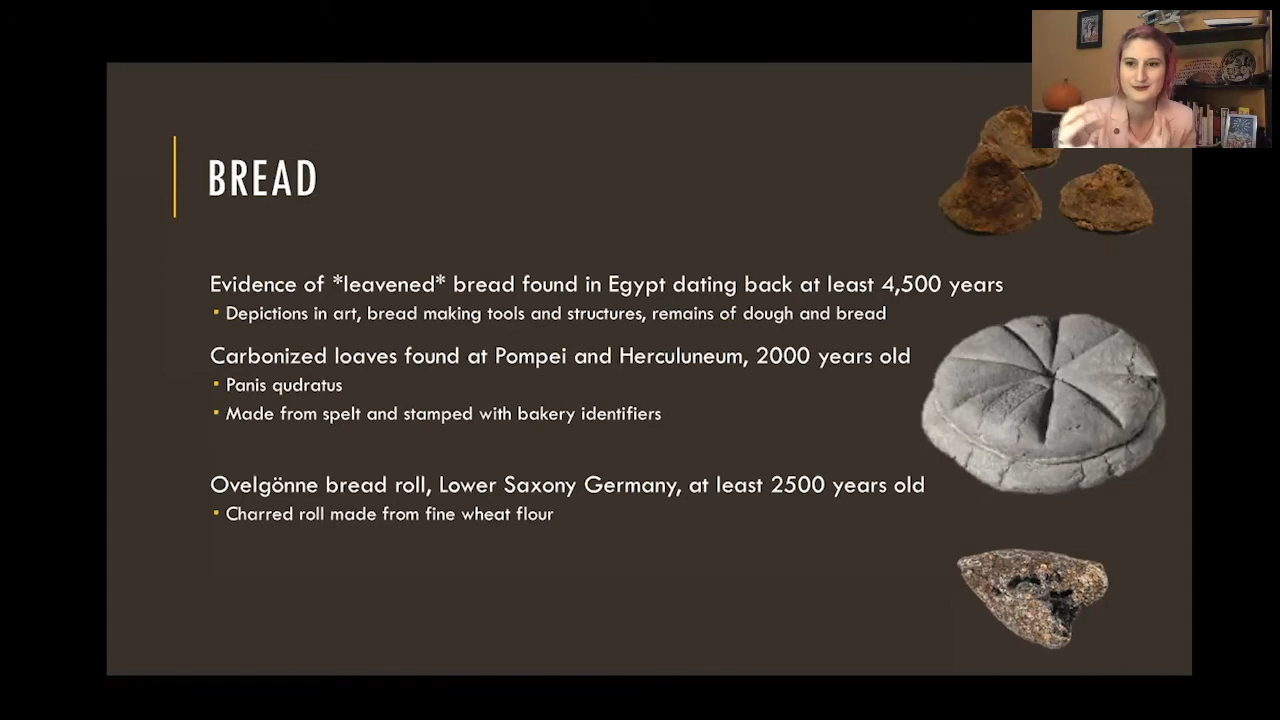 BREAD
Evidence of *leavened* bread found in Egypt dating back at least 4,500 years
▪ Depictions in art, bread making tools and structures, remains of dough and bread
Carbonized loaves found at Pompei and Herculuneum, 2000 years old
▪ Panis qudratus
▪ Made from spelt and stamped with bakery identifiers
Ovelgönne bread roll, Lower Saxony Germany, at least 2500 years old
▪ Charred roll made from fine wheat flour